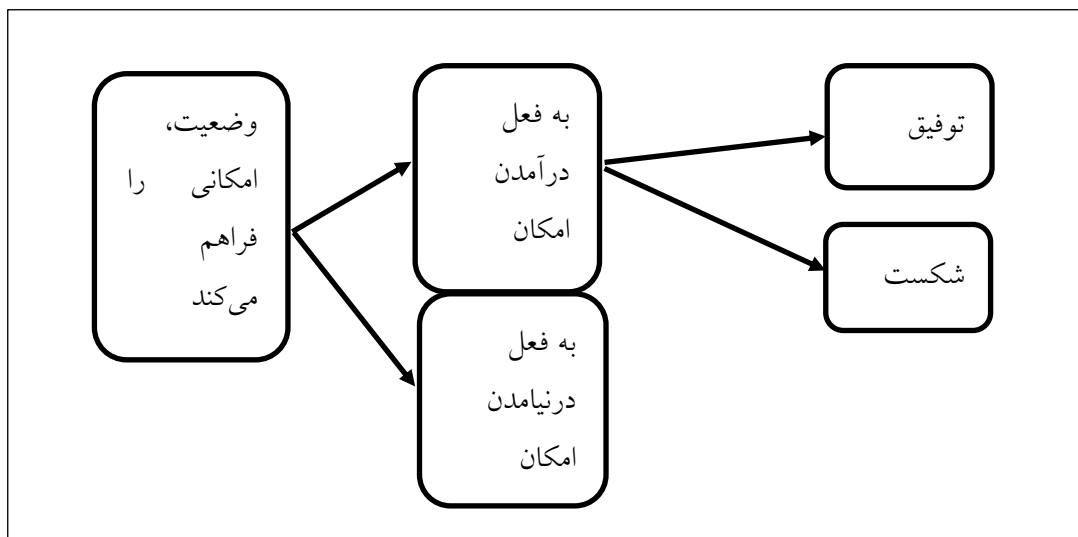 وضعیت،
امکانی را
فراهم
می‌کند
به فعل
درآمدن
امکان
به فعل
درنیامدن
امکان
توفیق
شکست